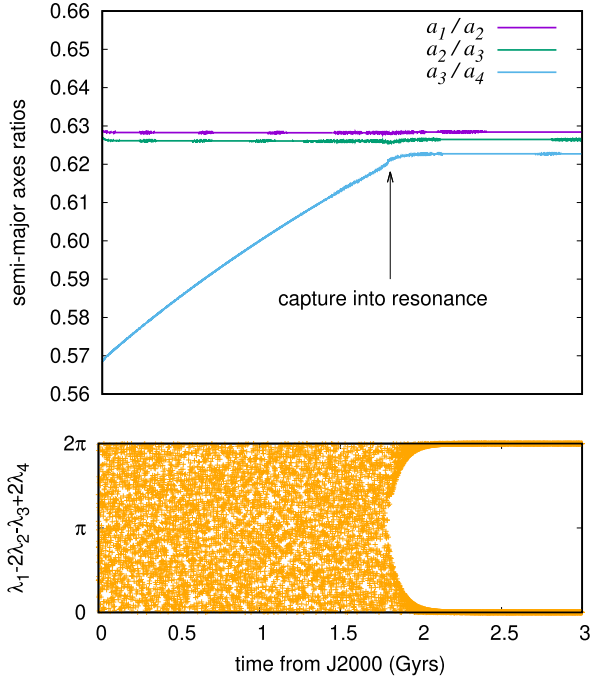 0.66
0.65
0.64
0.63
0.62
0.61
0.60
0.59
0.58
0.57
0.56
semi-major axes ratios
a1 / a2
a2 / a3
a3 / a4
capture into resonance
2π
π
0
λ1-2λ2-λ3+2λ4
0 0.5 1 1.5 2 2.5 3
time from J2000 (Gyrs)